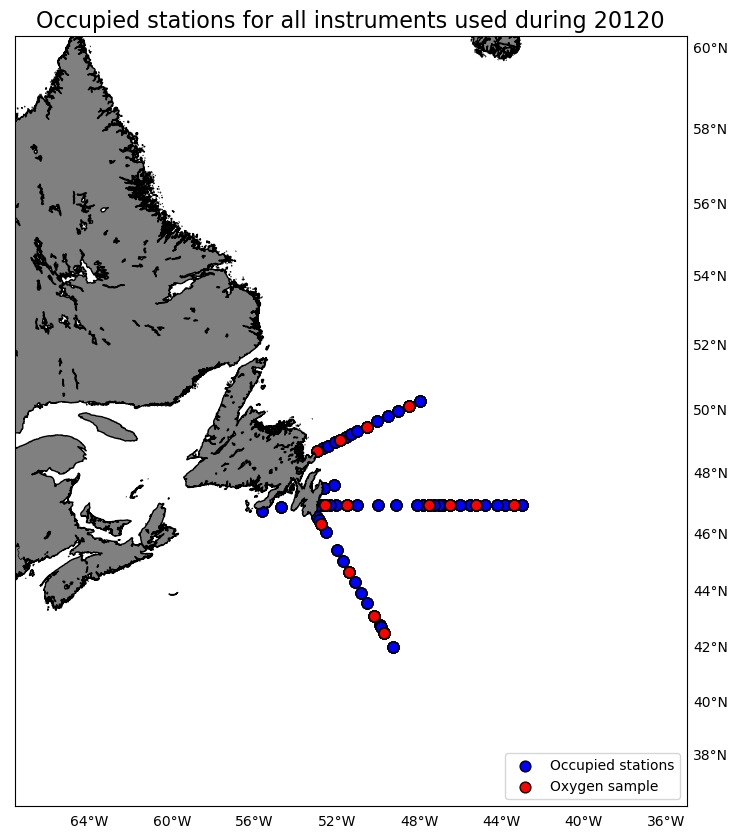 Occupied stations for all instruments used during 20120
60°N
58°N
56°N
54°N
52°N
50°N
48°N
46°N
44°N
42°N
40°N
38°N
Occupied stations
Oxygen sample
64°W 60°W 56°W 52°W 48°W 44°W 40°W 36°W